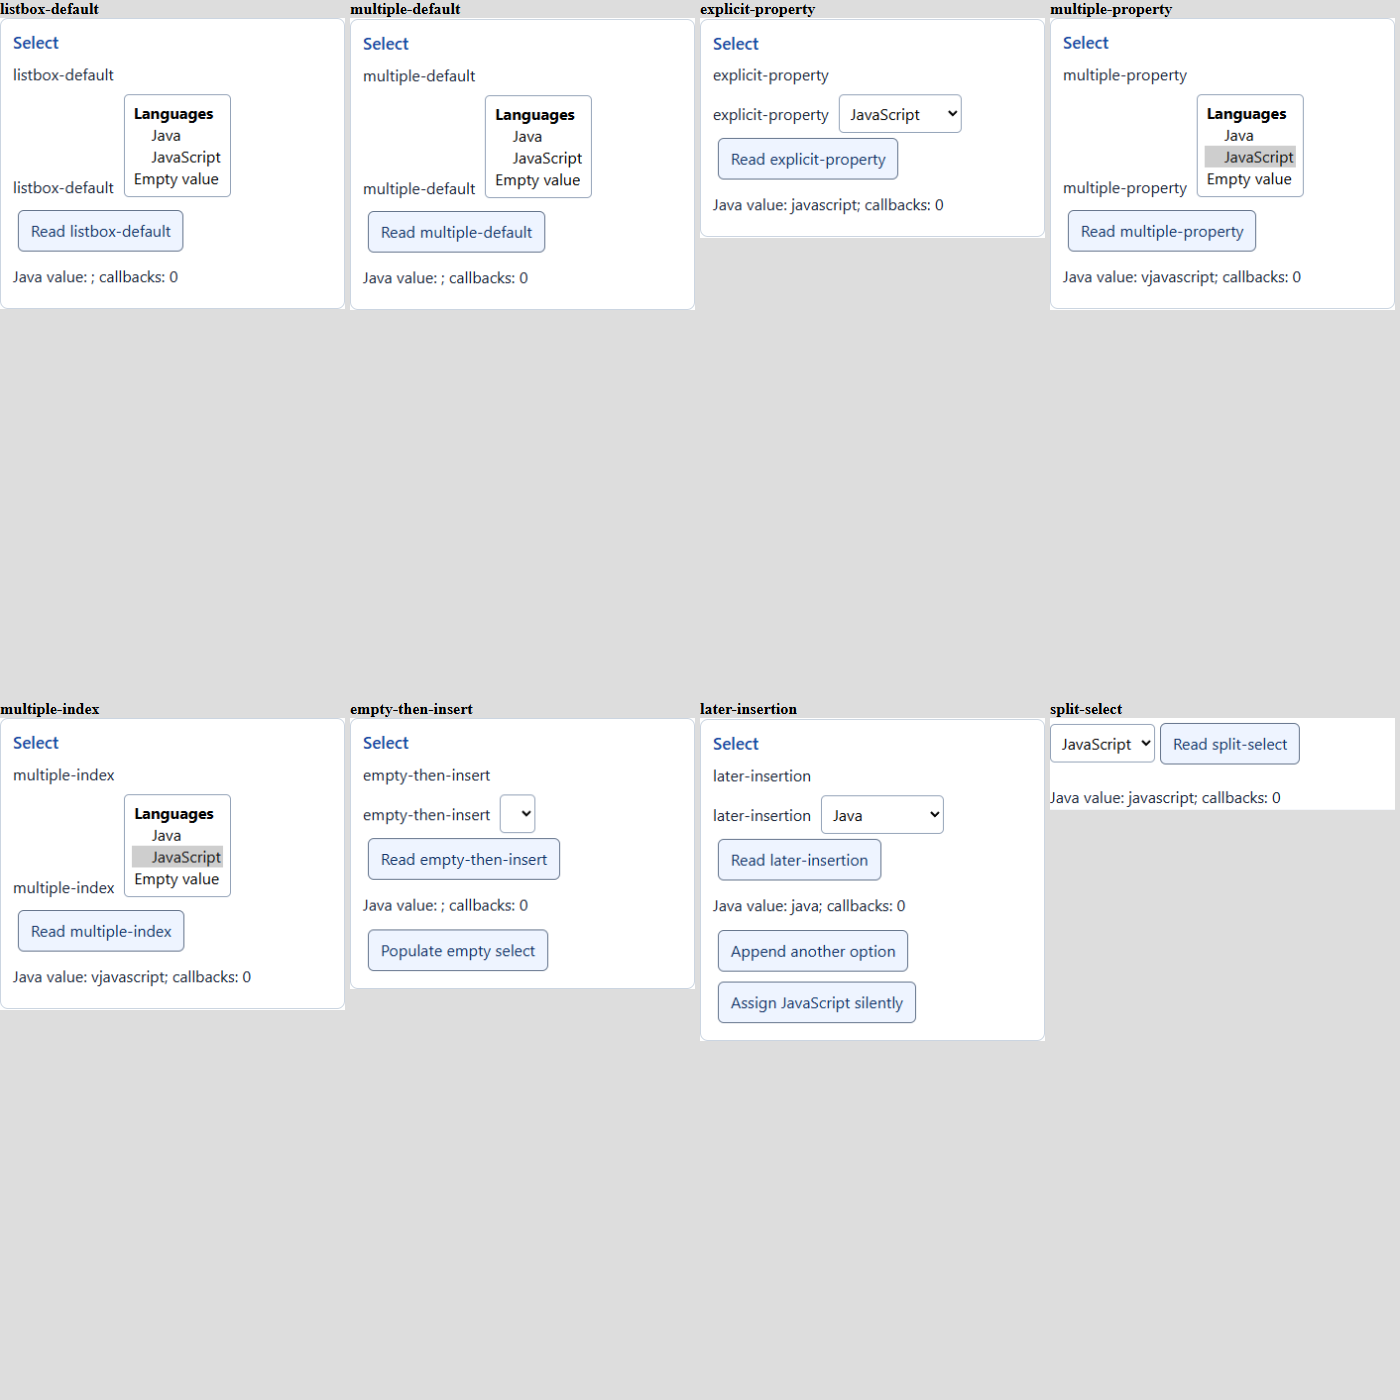 listbox-default
Select
listbox-default
Languages
Java
JavaScript
Empty value
listbox-default
Read listbox-default
Java value: ; callbacks: 0
multiple-default
Select
multiple-default
Languages
Java
JavaScript
Empty value
multiple-default
Read multiple-default
Java value: ; callbacks: 0
explicit-property
Select
explicit-property
explicit-property JavaScript
Read explicit-property
Java value: javascript; callbacks: 0
multiple-property
Select
multiple-property
Languages
Java
JavaScript
Empty value
multiple-property
Read multiple-property
Java value: vjavascript; callbacks: 0
multiple-index
Select
multiple-index
Languages
Java
JavaScript
Empty value
multiple-index
Read multiple-index
Java value: vjavascript; callbacks: 0
empty-then-insert
Select
empty-then-insert
empty-then-insert
Read empty-then-insert
Java value: ; callbacks: 0
Populate empty select
later-insertion
Select
later-insertion
later-insertion Java
Read later-insertion
Java value: java; callbacks: 0
Append another option
Assign JavaScript silently
split-select
JavaScript Read split-select
Java value: javascript; callbacks: 0